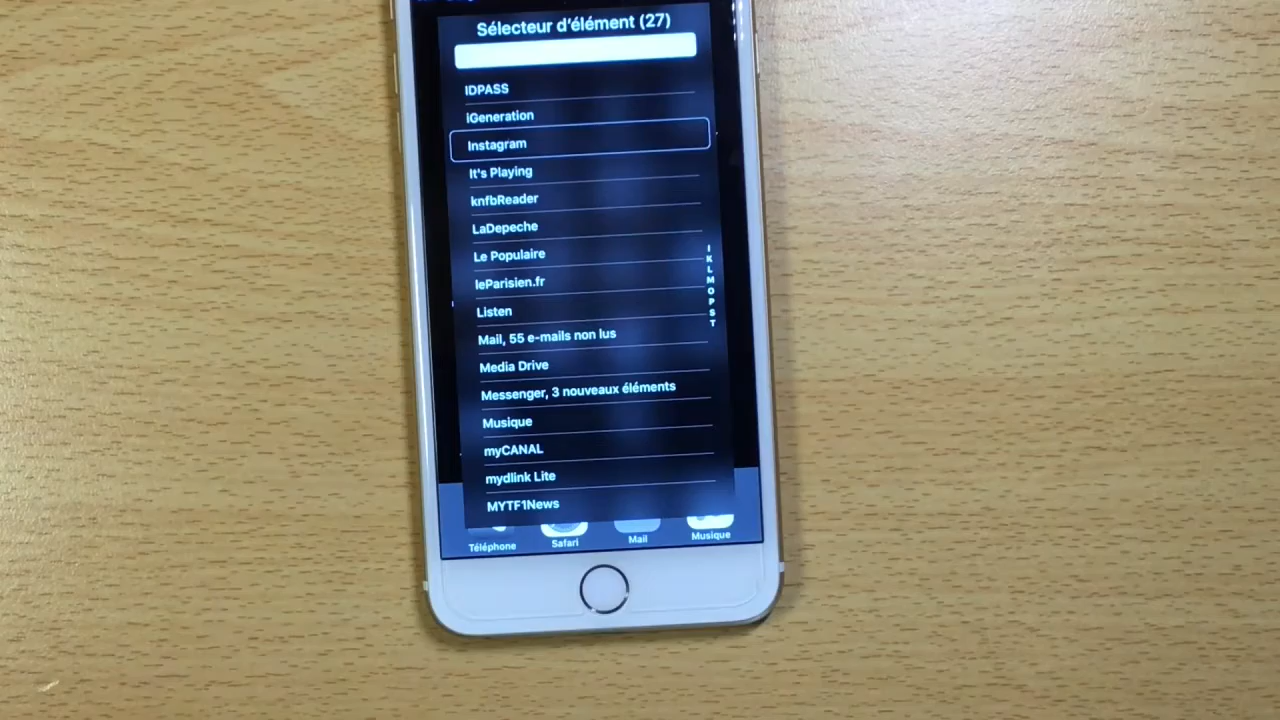 Sélecteur d'élément (27)
IDPASS
iGeneration
Instagram
It's Playing
knfbReader
LaDepeche
Le Populaire
leParisien.fr
Listen
Mail, 55 e-mails non lus
Media Drive
Messenger, 3 nouveaux éléments
Musique
myCANAL
mydlink Lite
MYTF1News
I
K
L
M
O
P
S
T
Téléphone
Safari
Mail
Musique